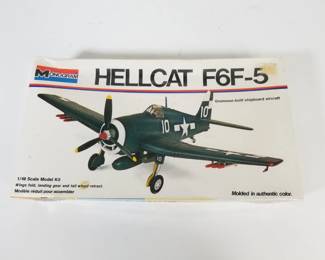 MONOGRAM
HELLCAT F6F-5
Grumman-built shipboard aircraft
10
10
1/48 Scale Model Kit
Wings fold, landing gear and tail wheel retract.
Modèle réduit pour assembler
Molded in authentic color.